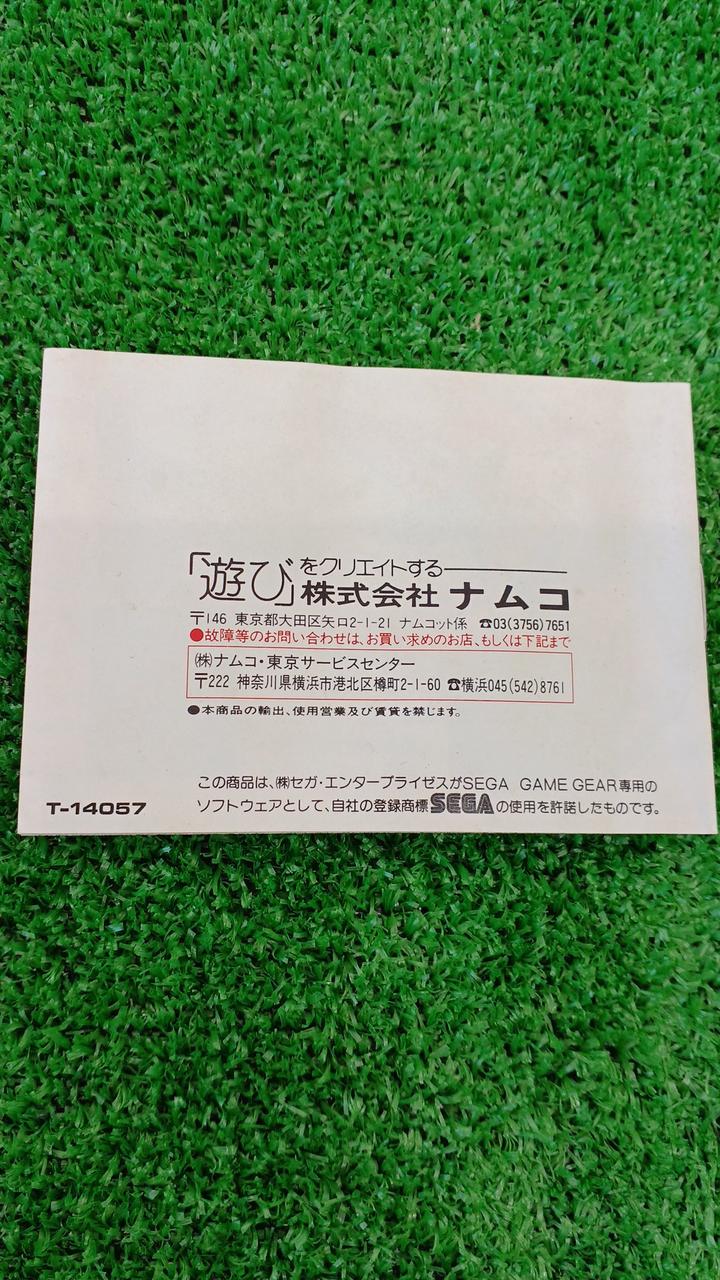 「遊び」をクリエイトする
株式会社 ナムコ
〒146 東京都大田区矢口2-1-21 ナムコット係 ☎03(3756)7651
●故障等のお問い合わせは、お買い求めのお店、もしくは下記まで
㈱ナムコ・東京サービスセンター
〒222 神奈川県横浜市港北区樽町2-1-60 ☎横浜045(542)8761
●本商品の輸出、使用営業及び賃貸を禁じます。
この商品は、㈱セガ・エンタープライゼスがSEGA GAME GEAR専用の
ソフトウェアとして、自社の登録商標SEGAの使用を許諾したものです。
T-14057